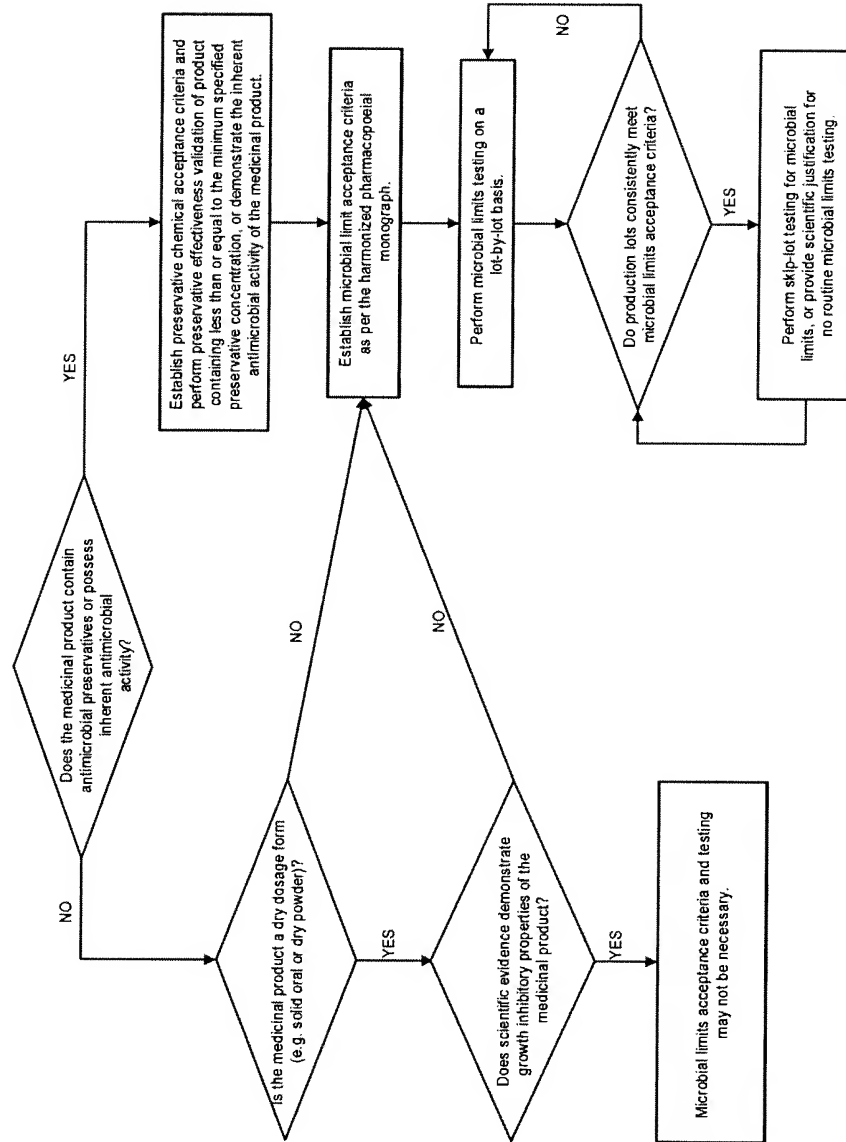 Does the medicinal product contain
antimicrobial preservatives or possess
inherent antimicrobial
activity?
NO
YES
Is the medicinal product a dry dosage form
(e.g. solid oral or dry powder)?
NO
YES
Does scientific evidence demonstrate
growth inhibitory properties of the
medicinal product?
NO
YES
Microbial limits acceptance criteria and testing
may not be necessary.
Establish preservative chemical acceptance criteria and
perform preservative effectiveness validation of product
containing less than or equal to the minimum specified
preservative concentration, or demonstrate the inherent
antimicrobial activity of the medicinal product.
Establish microbial limit acceptance criteria
as per the harmonized pharmacopoeial
monograph.
Perform microbial limits testing on a
lot-by-lot basis.
Do production lots consistently meet
microbial limits acceptance criteria?
NO
YES
Perform skip-lot testing for microbial
limits, or provide scientific justification for
no routine microbial limits testing.